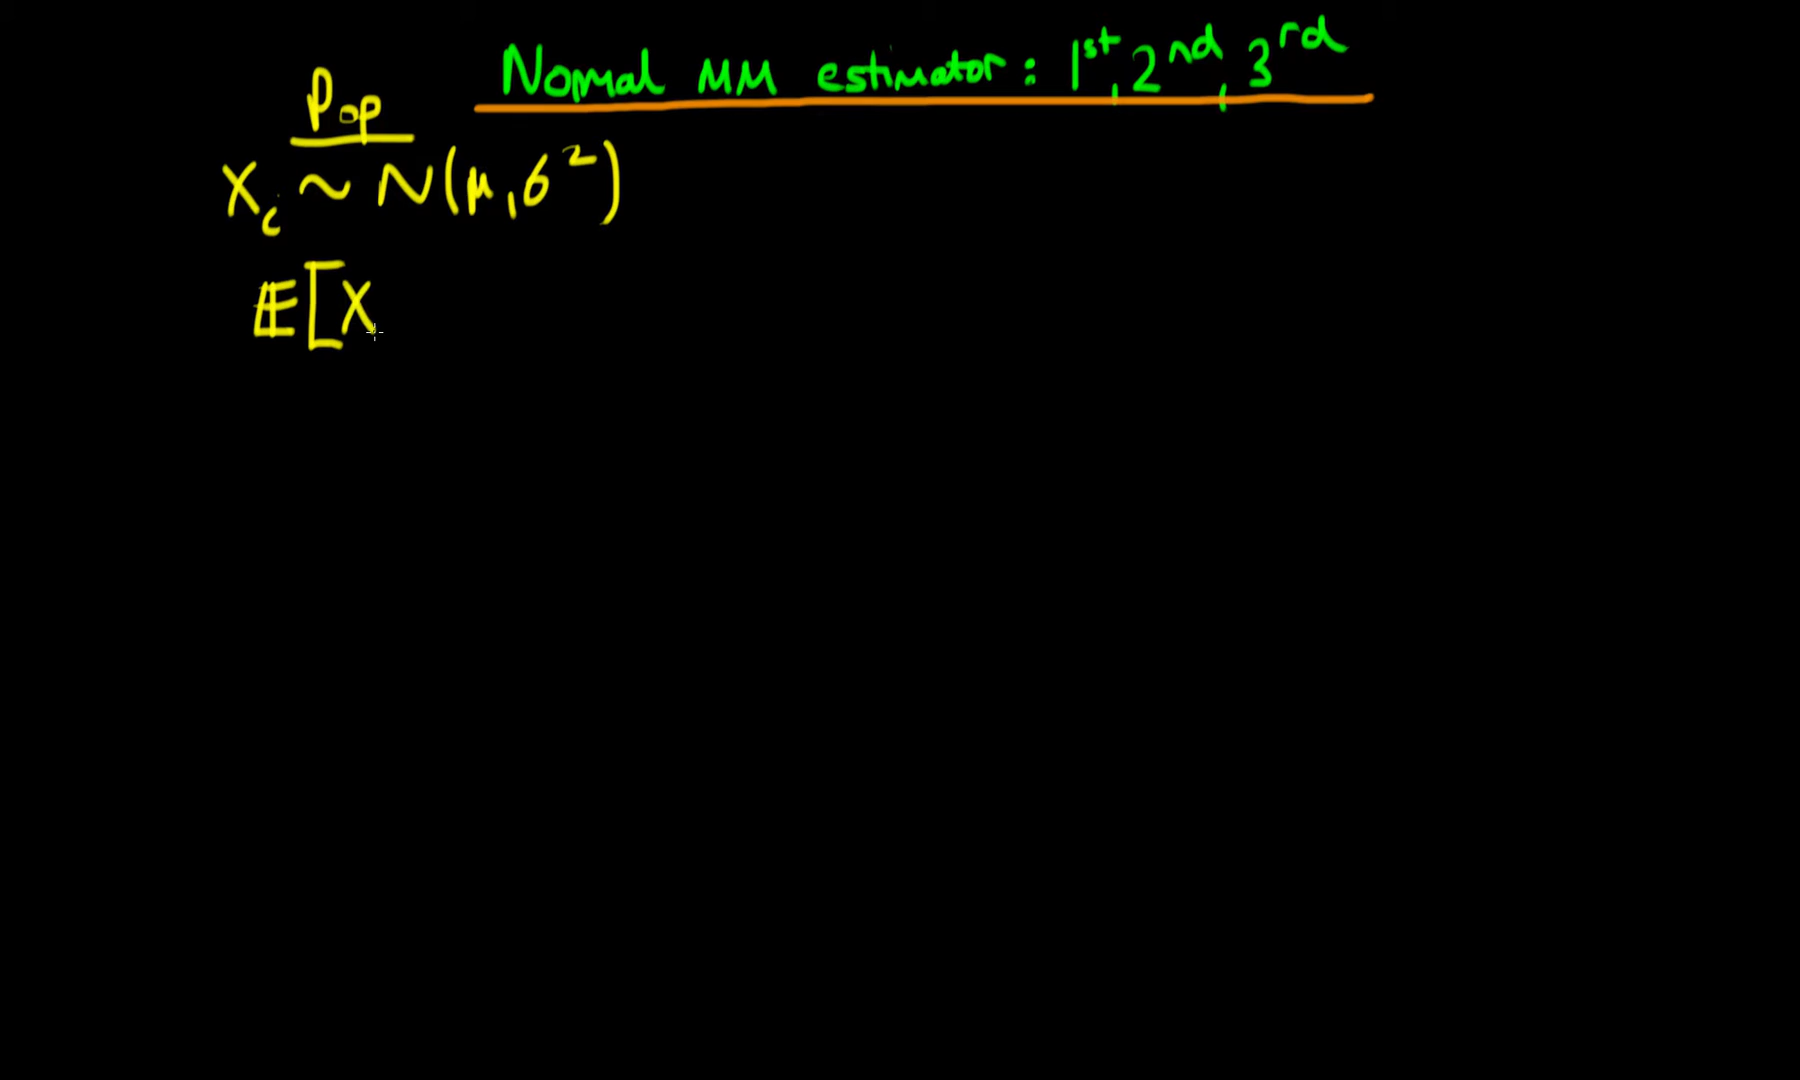 Normal MM estimator: 1st, 2nd, 3rd
Pop
Xi ~ N(μ, σ²)
𝔼[X